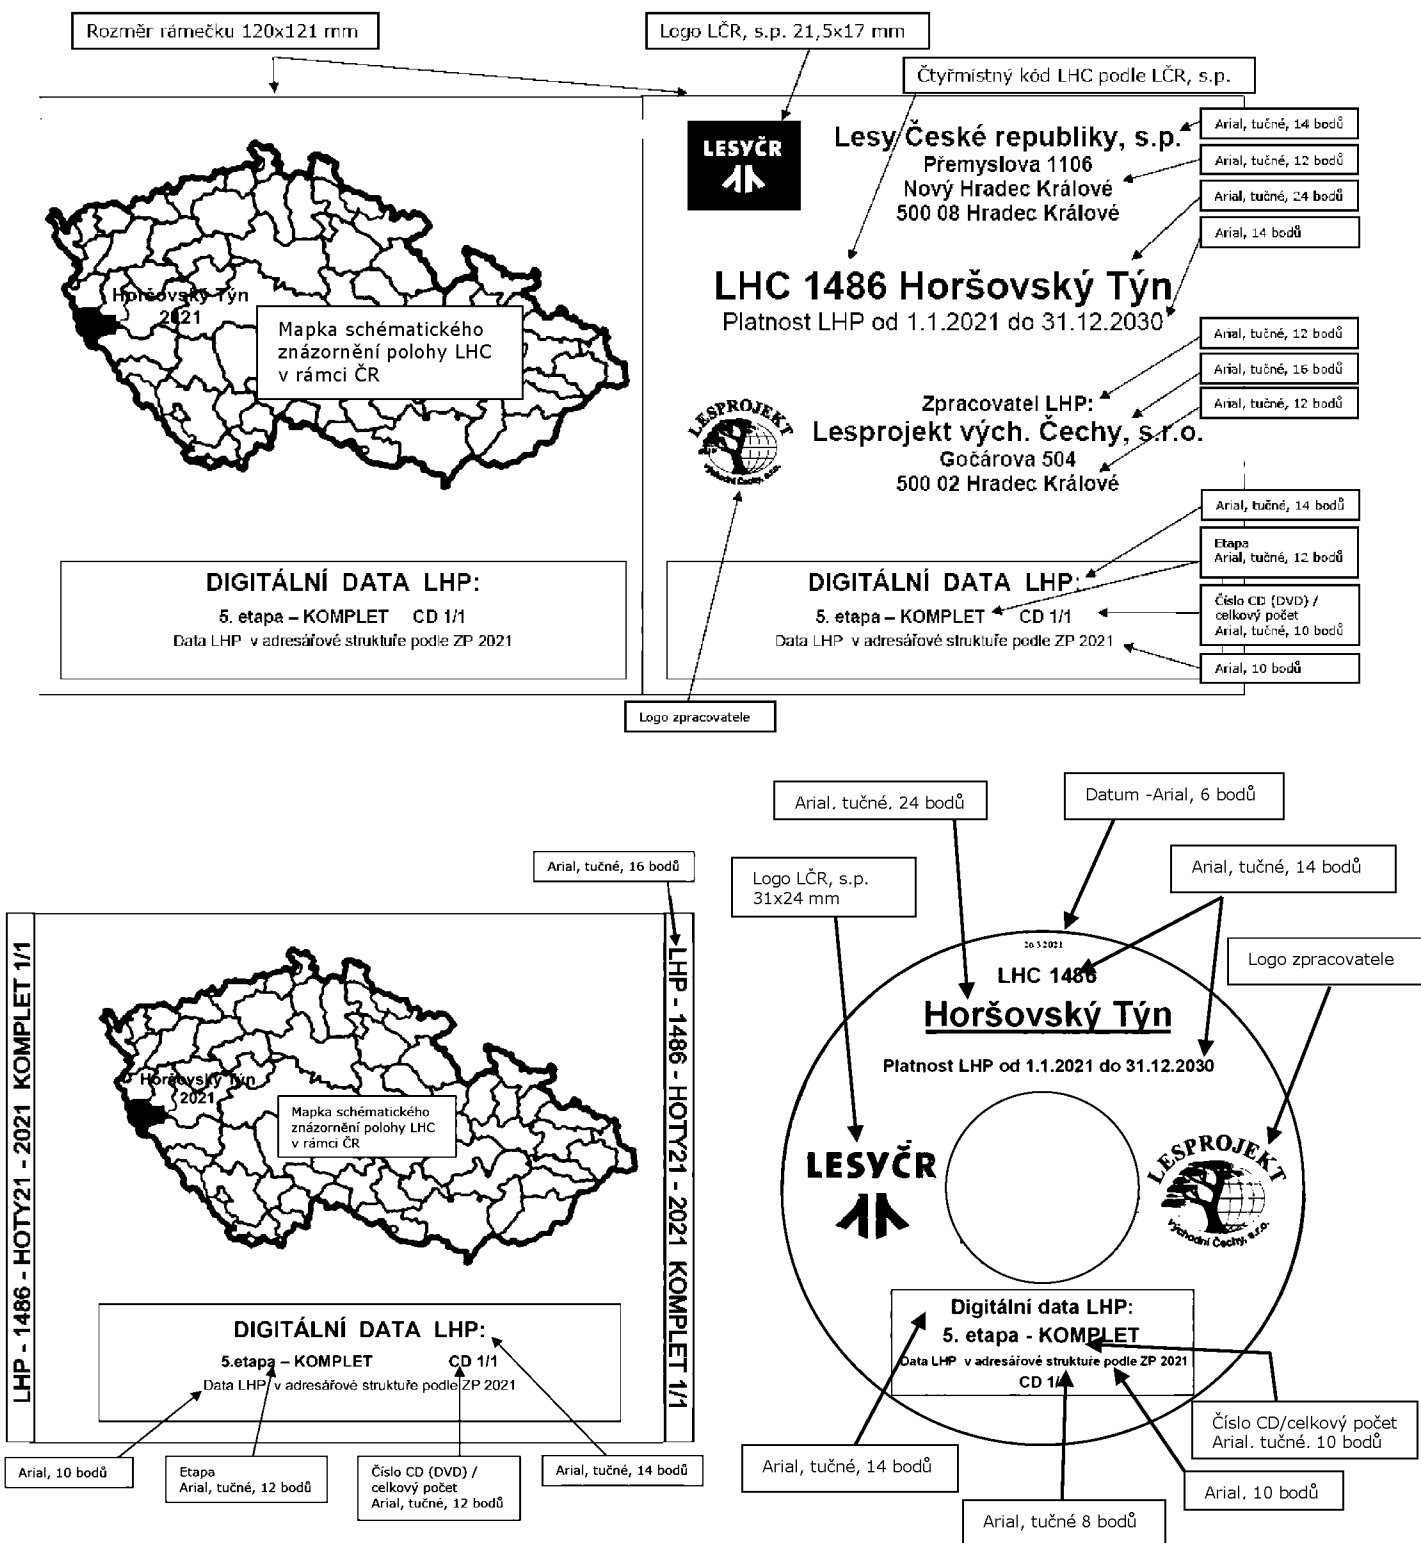 Rozměr rámečku 120x121 mm
Logo LČR, s.p. 21,5x17 mm
Čtyřmístný kód LHC podle LČR, s.p.
LESYČR
Lesy České republiky, s.p.
Přemyslova 1106
Nový Hradec Králové
500 08 Hradec Králové
Arial, tučné, 14 bodů
Arial, tučné, 12 bodů
Arial, tučné, 24 bodů
Arial, 14 bodů
Horšovský Týn
2021
Mapka schématického
znázornění polohy LHC
v rámci ČR
LHC 1486 Horšovský Týn
Platnost LHP od 1.1.2021 do 31.12.2030
Arial, tučné, 12 bodů
Arial, tučné, 16 bodů
Arial, tučné, 12 bodů
LESPROJEKT
východní Čechy, s.r.o.
Zpracovatel LHP:
Lesprojekt vých. Čechy, s.r.o.
Gočárova 504
500 02 Hradec Králové
Arial, tučné, 14 bodů
Etapa
Arial, tučné, 12 bodů
Číslo CD (DVD) /
celkový počet
Arial, tučné, 10 bodů
Arial, 10 bodů
DIGITÁLNÍ DATA LHP:
5. etapa – KOMPLET CD 1/1
Data LHP v adresářové struktuře podle ZP 2021
DIGITÁLNÍ DATA LHP:
5. etapa – KOMPLET CD 1/1
Data LHP v adresářové struktuře podle ZP 2021
Logo zpracovatele
Arial, tučné, 16 bodů
LHP - 1486 - HOTY21 - 2021 KOMPLET 1/1
Horšovský Týn
2021
Mapka schématického
znázornění polohy LHC
v rámci ČR
LHP - 1486 - HOTY21 - 2021 KOMPLET 1/1
DIGITÁLNÍ DATA LHP:
5.etapa – KOMPLET CD 1/1
Data LHP v adresářové struktuře podle ZP 2021
Arial, 10 bodů
Etapa
Arial, tučné, 12 bodů
Číslo CD (DVD) /
celkový počet
Arial, tučné, 12 bodů
Arial, tučné, 14 bodů
Arial, tučné, 24 bodů
Datum -Arial, 6 bodů
Logo LČR, s.p.
31x24 mm
Arial, tučné, 14 bodů
Logo zpracovatele
26.3.2021
LHC 1486
Horšovský Týn
Platnost LHP od 1.1.2021 do 31.12.2030
LESYČR
LESPROJEKT
východní Čechy, s.r.o.
Digitální data LHP:
5. etapa - KOMPLET
Data LHP v adresářové struktuře podle ZP 2021
CD 1/
Číslo CD/celkový počet
Arial, tučné, 10 bodů
Arial, tučné, 14 bodů
Arial, 10 bodů
Arial, tučné 8 bodů